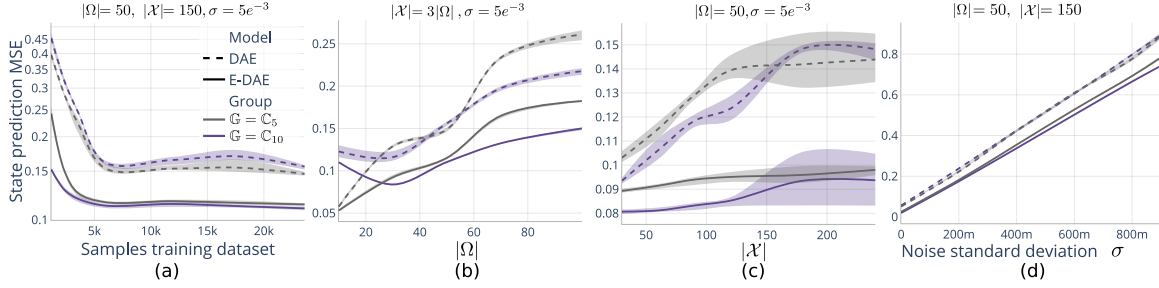 |Ω|= 50, |𝒳|= 150, σ = 5e⁻³
State prediction MSE
0.45
0.4
0.35
0.3
0.25
0.2
0.15
0.1
Model
DAE
E-DAE
Group
𝔾 = ℂ₅
𝔾 = ℂ₁₀
5k 10k 15k 20k
Samples training dataset
(a)
|𝒳|= 3|Ω| , σ = 5e⁻³
0.25
0.2
0.15
0.1
0.05
20 40 60 80
|Ω|
(b)
|Ω|= 50, σ = 5e⁻³
0.15
0.14
0.13
0.12
0.11
0.1
0.09
0.08
50 100 150 200
|𝒳|
(c)
|Ω|= 50, |𝒳|= 150
0.8
0.6
0.4
0.2
0
0 200m 400m 600m 800m
Noise standard deviation σ
(d)